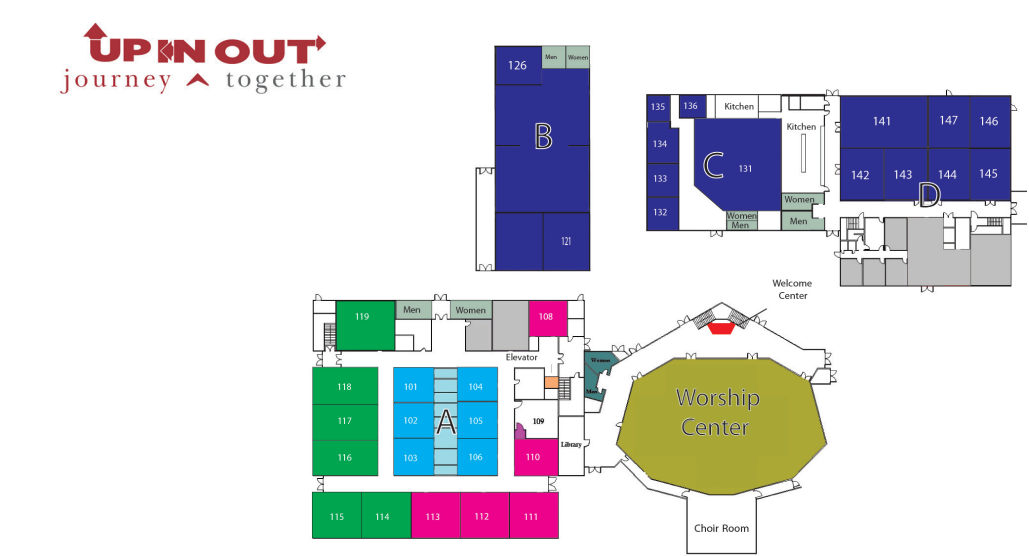 UP IN OUT
journey together
126
Men
Women
B
121
135
136
Kitchen
Kitchen
134
133
132
C
131
Women
Men
Women
Men
141
147
146
142
143
144
145
D
Welcome
Center
119
Men
Women
108
Elevator
118
117
116
101
104
102
A
105
103
106
109
110
Library
Women
Men
Worship
Center
115
114
113
112
111
Choir Room